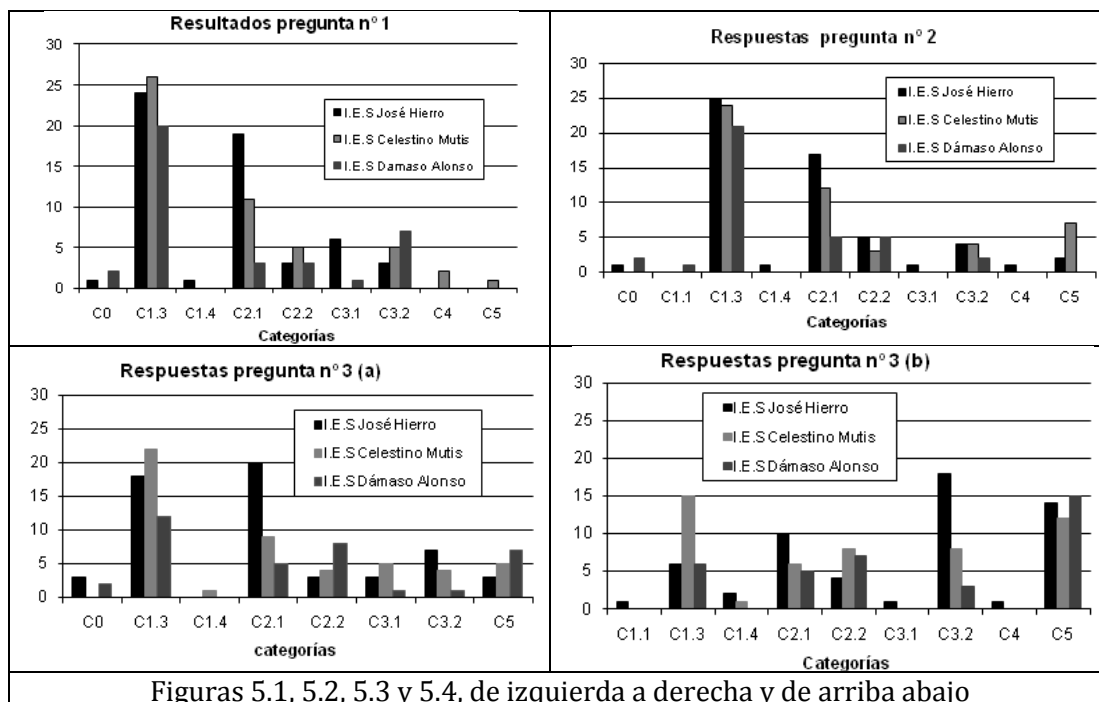 Resultados pregunta nº 1
30
25
20
15
10
5
0
I.E.S José Hierro
I.E.S Celestino Mutis
I.E.S Damaso Alonso
C0 C1.3 C1.4 C2.1 C2.2 C3.1 C3.2 C4 C5
Categorías
Respuestas pregunta nº 2
30
25
20
15
10
5
0
I.E.S José Hierro
I.E.S Celestino Mutis
I.E.S Dámaso Alonso
C0 C1.1 C1.3 C1.4 C2.1 C2.2 C3.1 C3.2 C4 C5
Categorías
Respuestas pregunta nº 3 (a)
30
25
20
15
10
5
0
I.E.S José Hierro
I.E.S Celestino Mutis
I.E.S Dámaso Alonso
C0 C1.3 C1.4 C2.1 C2.2 C3.1 C3.2 C5
categorías
Respuestas pregunta nº 3 (b)
30
25
20
15
10
5
0
I.E.S José Hierro
I.E.S Celestino Mutis
I.E.S Dámaso Alonso
C1.1 C1.3 C1.4 C2.1 C2.2 C3.1 C3.2 C4 C5
Categorías
Figuras 5.1, 5.2, 5.3 y 5.4, de izquierda a derecha y de arriba abajo